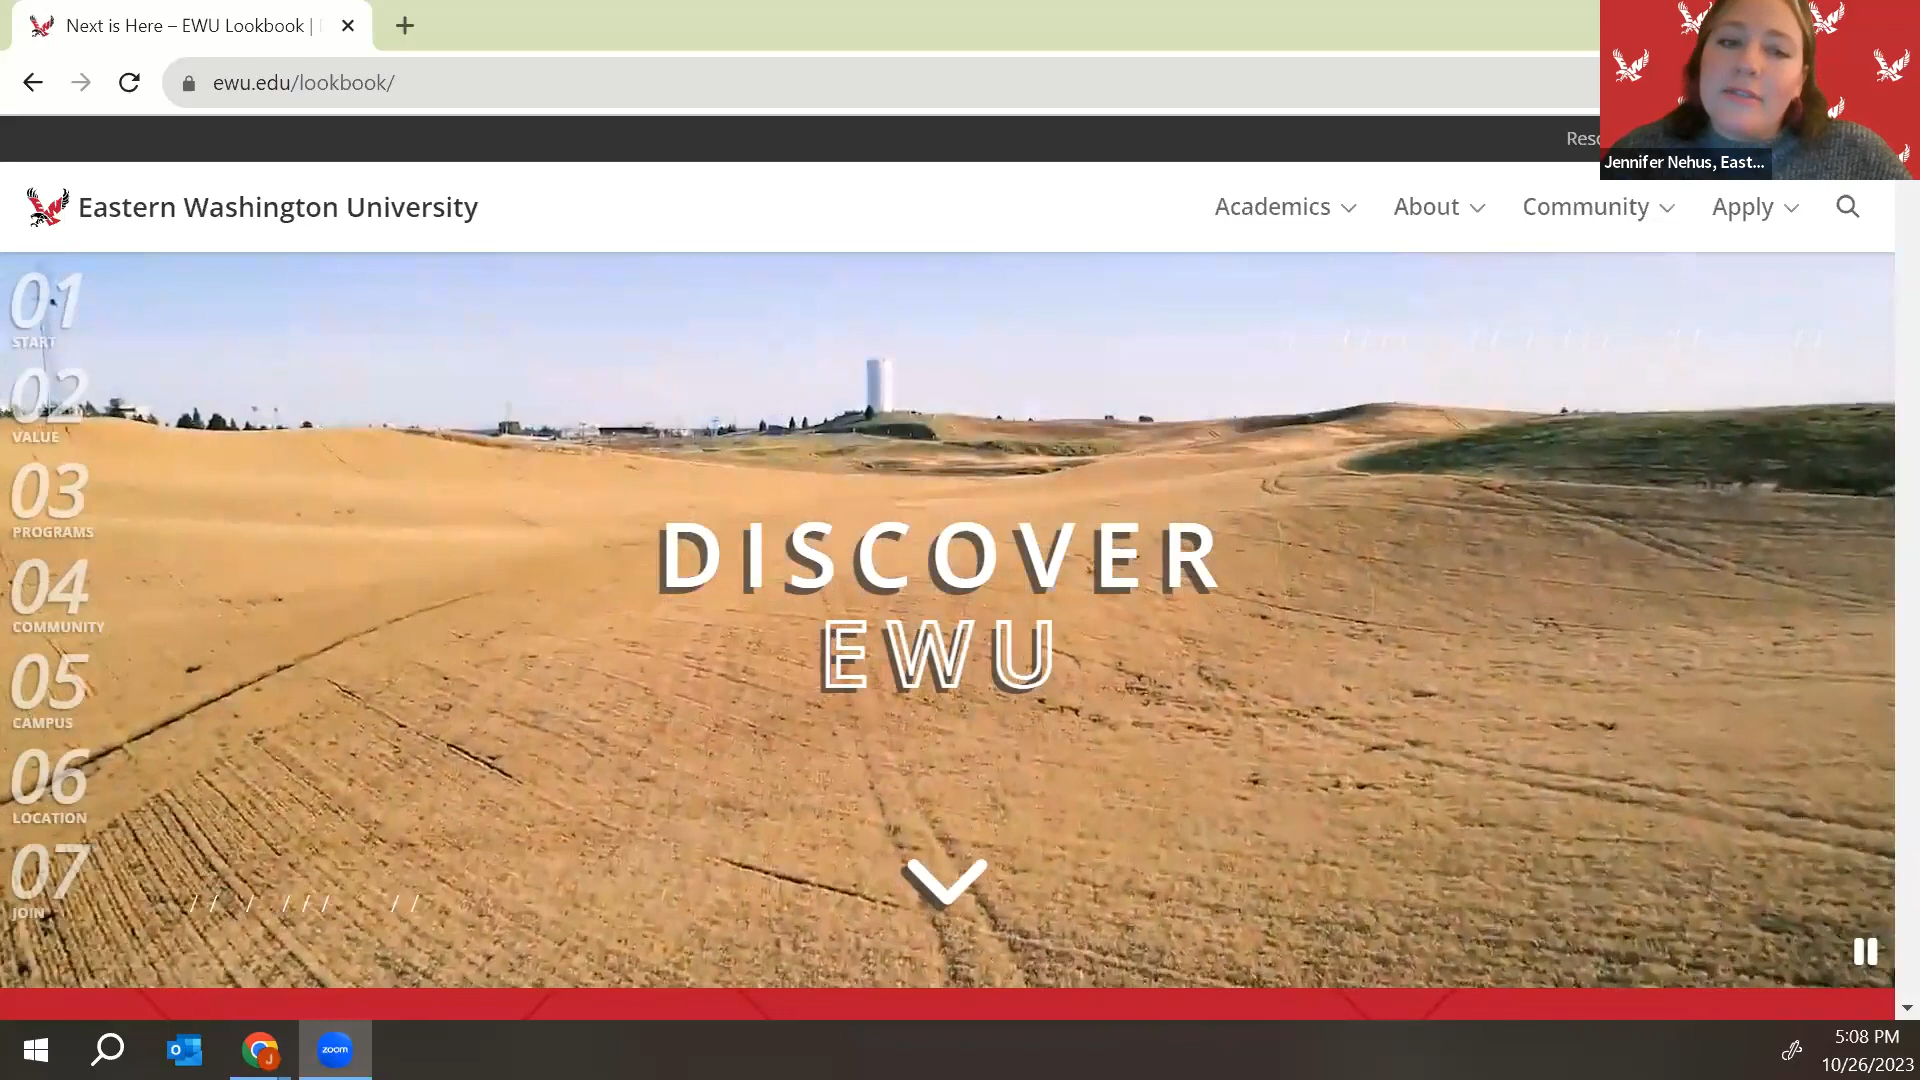 Next is Here – EWU Lookbook |
ewu.edu/lookbook/
Jennifer Nehus, East...
Eastern Washington University
Academics
About
Community
Apply
01
START
02
VALUE
03
PROGRAMS
04
COMMUNITY
05
CAMPUS
06
LOCATION
07
JOIN
DISCOVER
EWU
zoom
5:08 PM
10/26/2023